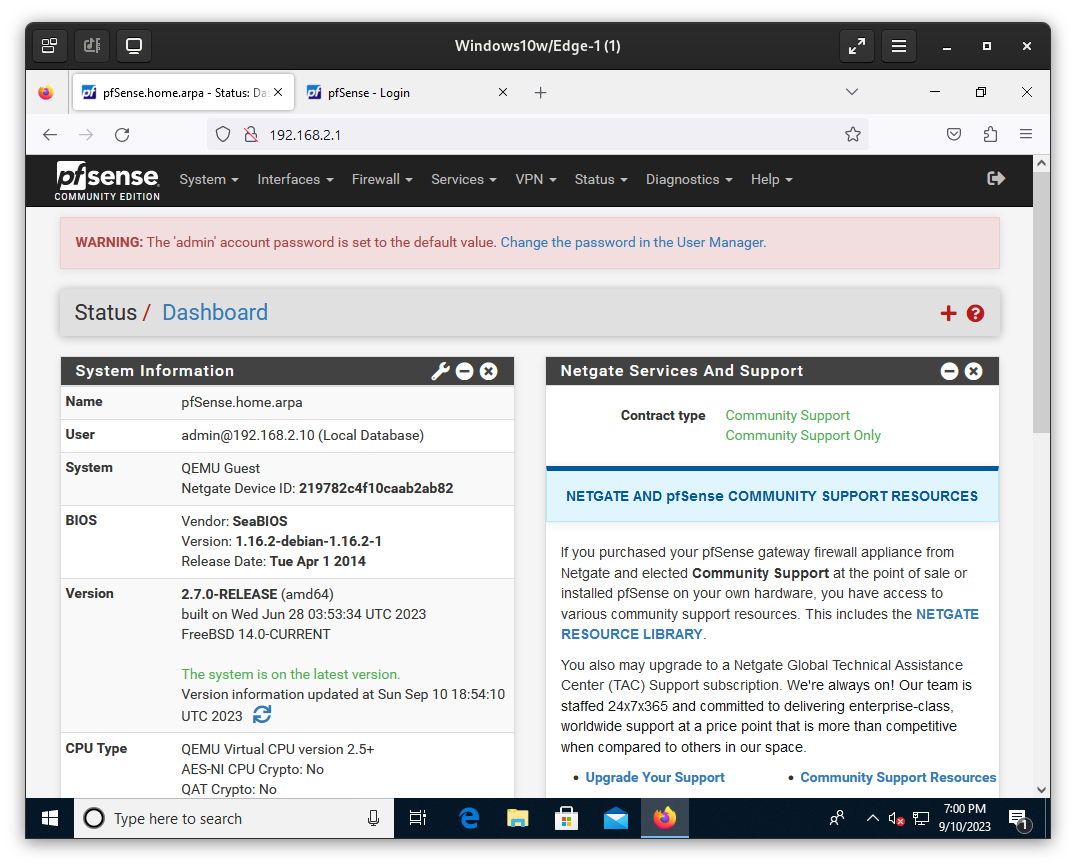 Windows10w/Edge-1 (1)
pfSense.home.arpa - Status: Das
pfSense - Login
192.168.2.1
pfsense
COMMUNITY EDITION
System
Interfaces
Firewall
Services
VPN
Status
Diagnostics
Help
WARNING: The 'admin' account password is set to the default value. Change the password in the User Manager.
Status / Dashboard
System Information
Name pfSense.home.arpa
User admin@192.168.2.10 (Local Database)
System QEMU Guest
Netgate Device ID: 219782c4f10caab2ab82
BIOS Vendor: SeaBIOS
Version: 1.16.2-debian-1.16.2-1
Release Date: Tue Apr 1 2014
Version 2.7.0-RELEASE (amd64)
built on Wed Jun 28 03:53:34 UTC 2023
FreeBSD 14.0-CURRENT
The system is on the latest version.
Version information updated at Sun Sep 10 18:54:10
UTC 2023
CPU Type QEMU Virtual CPU version 2.5+
AES-NI CPU Crypto: No
QAT Crypto: No
Netgate Services And Support
Contract type Community Support
Community Support Only
NETGATE AND pfSense COMMUNITY SUPPORT RESOURCES
If you purchased your pfSense gateway firewall appliance from
Netgate and elected Community Support at the point of sale or
installed pfSense on your own hardware, you have access to
various community support resources. This includes the NETGATE
RESOURCE LIBRARY.
You also may upgrade to a Netgate Global Technical Assistance
Center (TAC) Support subscription. We're always on! Our team is
staffed 24x7x365 and committed to delivering enterprise-class,
worldwide support at a price point that is more than competitive
when compared to others in our space.
• Upgrade Your Support
• Community Support Resources
Type here to search
7:00 PM
9/10/2023
1